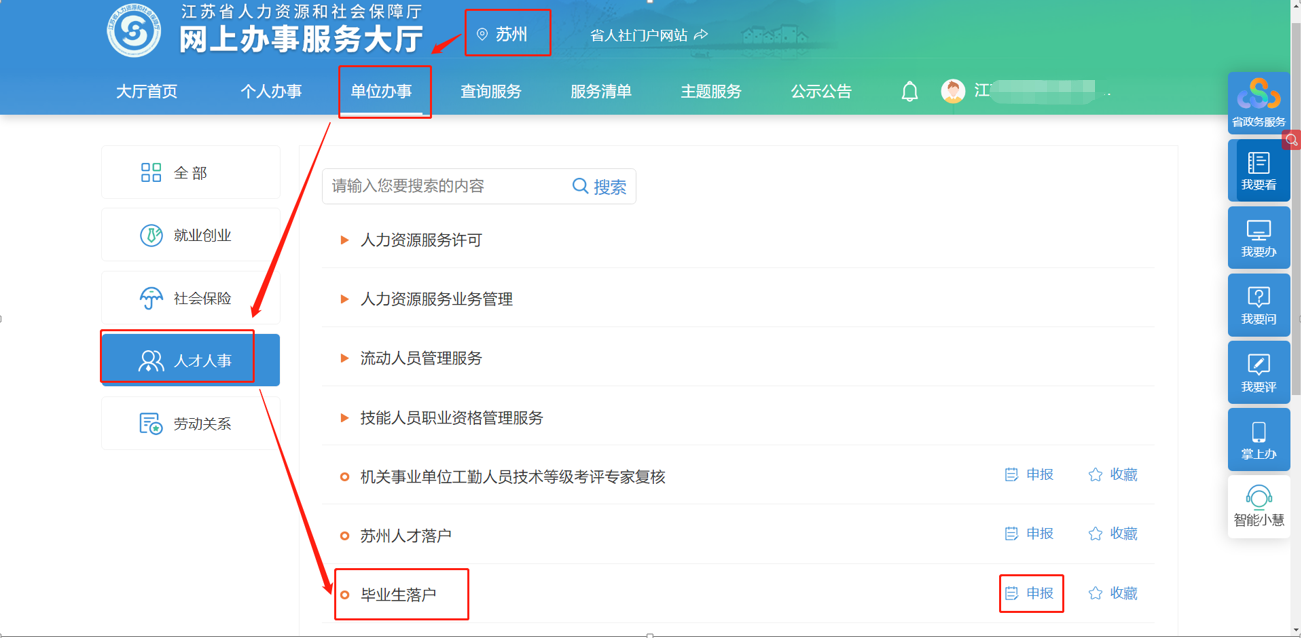 江苏省人力资源和社会保障厅
网上办事服务大厅
苏州
省人社门户网站
大厅首页
个人办事
单位办事
查询服务
服务清单
主题服务
公示公告
江
全部
就业创业
社会保险
人才人事
劳动关系
请输入您要搜索的内容
搜索
人力资源服务许可
人力资源服务业务管理
流动人员管理服务
技能人员职业资格管理服务
机关事业单位工勤人员技术等级考评专家复核
申报
收藏
苏州人才落户
申报
收藏
毕业生落户
申报
收藏
省政务服务
我要看
我要办
我要问
我要评
掌上办
智能小慧